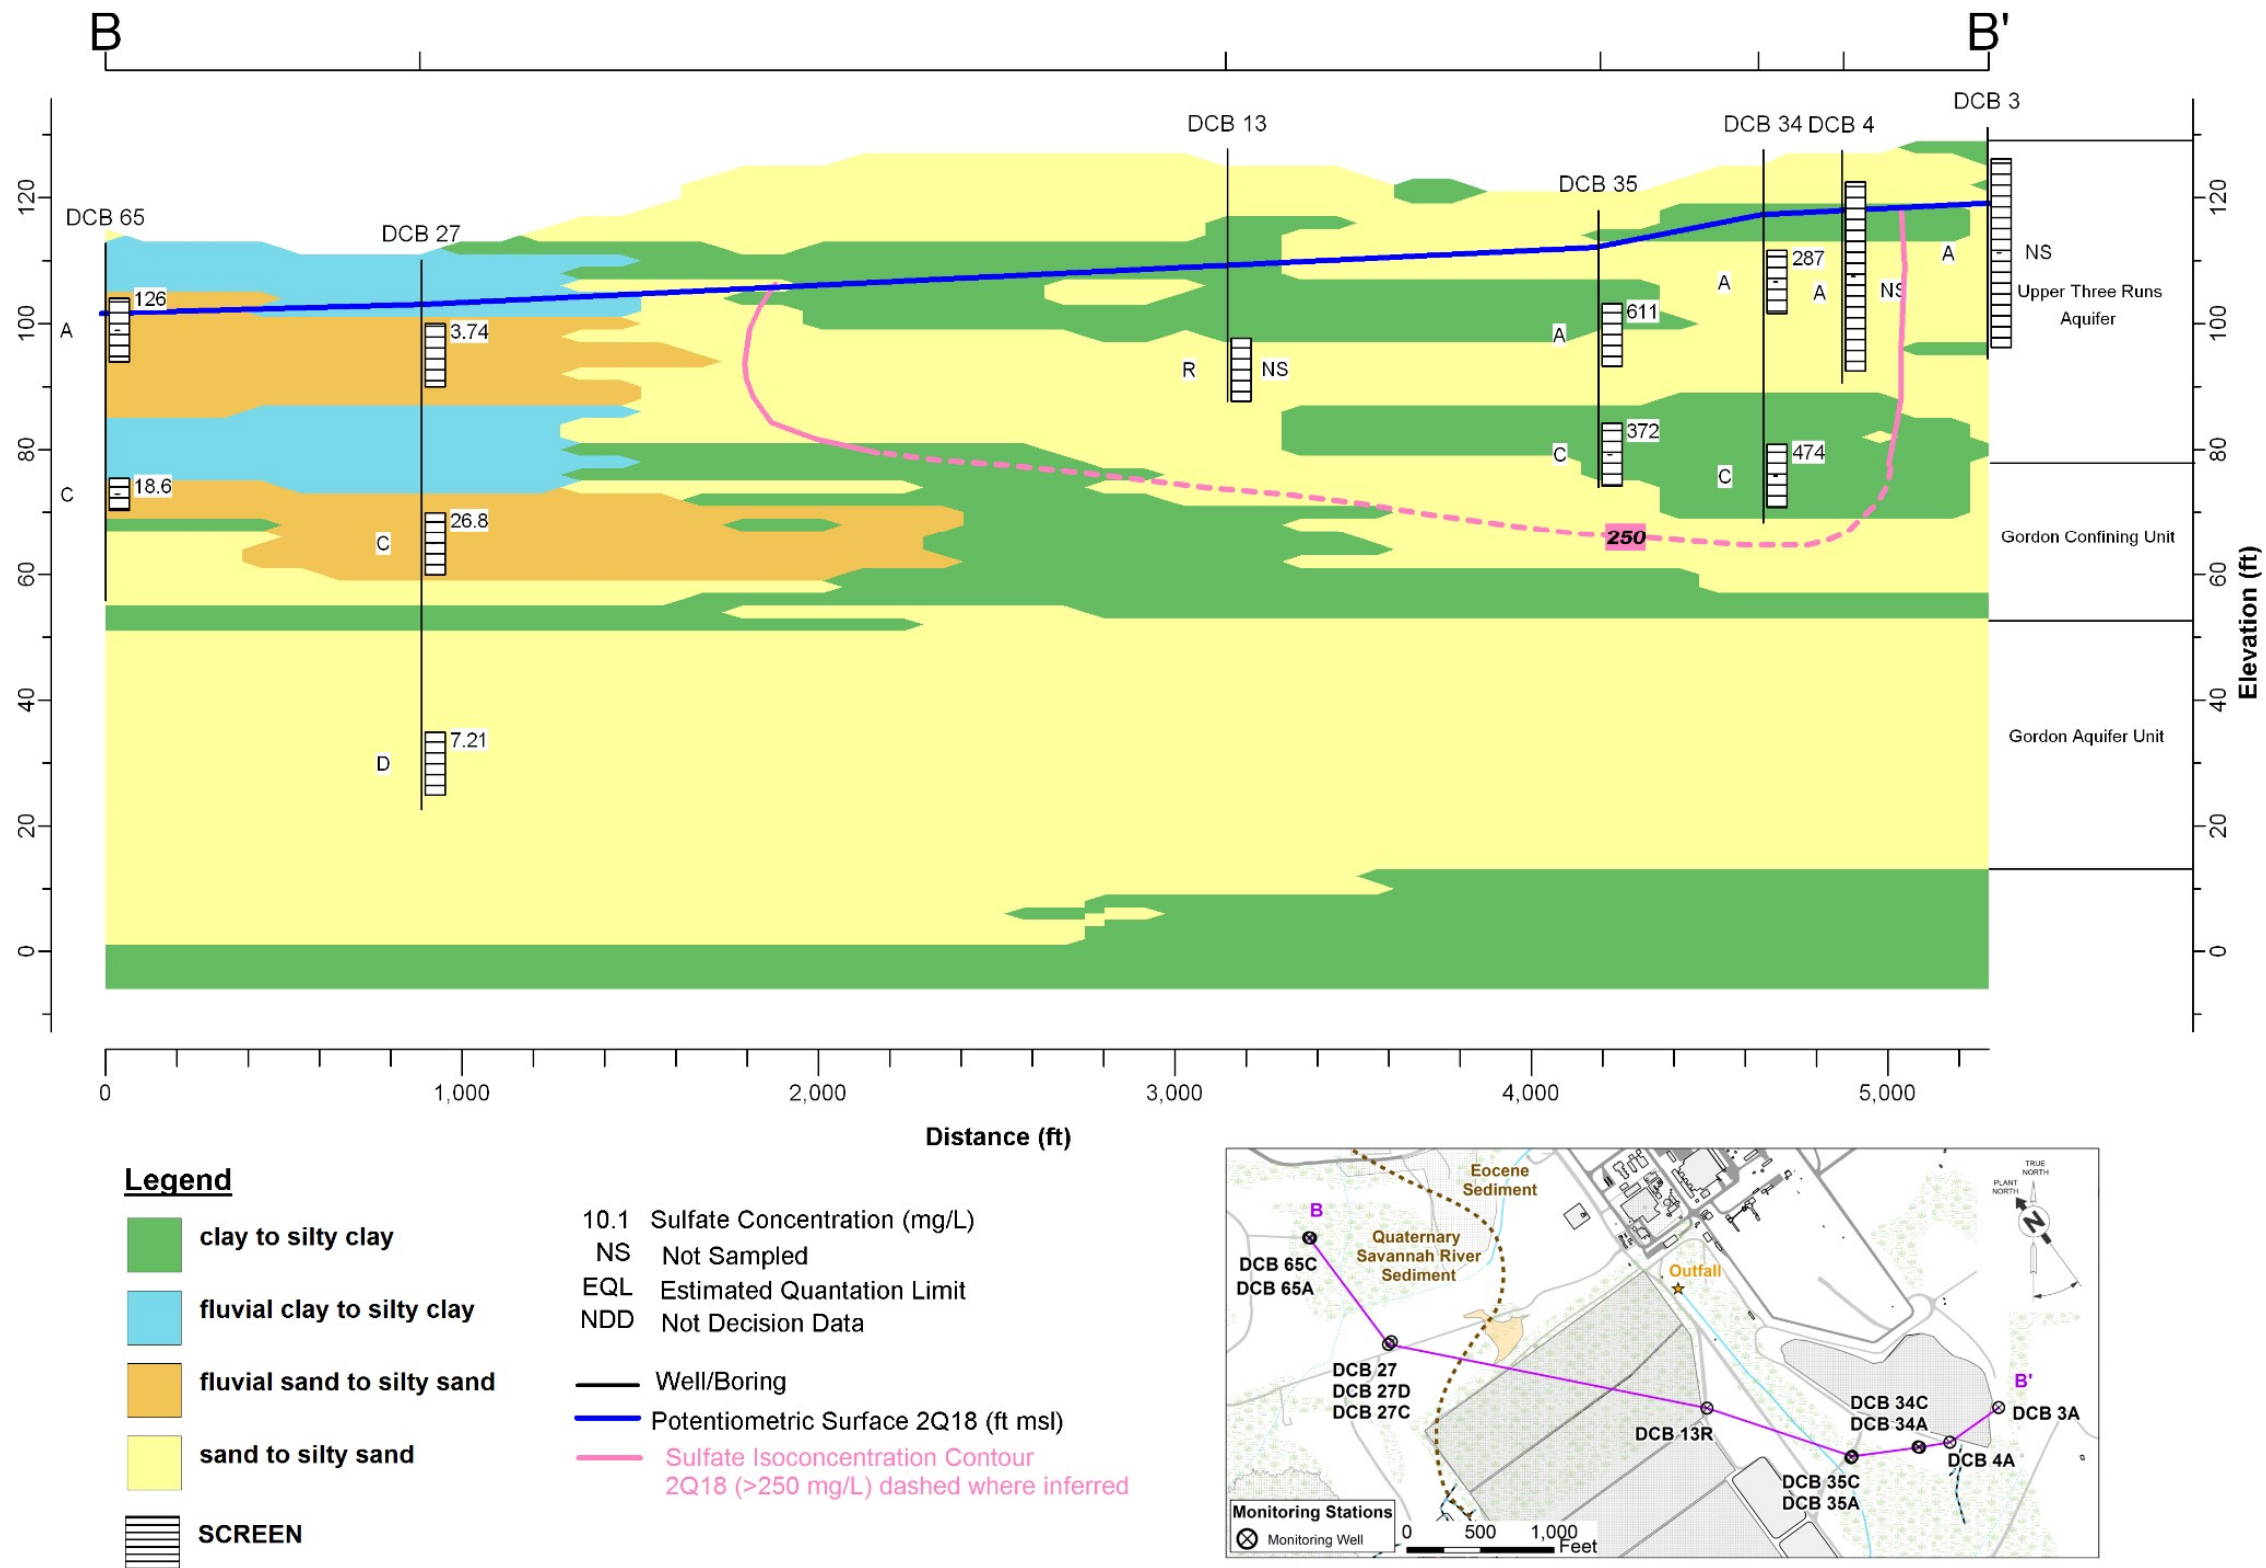 B
B'
DCB 3
DCB 13
DCB 34
DCB 4
DCB 35
DCB 65
DCB 27
120
100
80
60
40
20
0
120
100
80
60
40
20
0
Elevation (ft)
A
126
C
18.6
3.74
C
26.8
D
7.21
R
NS
A
611
C
372
A
287
C
474
A
NS
A
NS
250
Upper Three Runs
Aquifer
Gordon Confining Unit
Gordon Aquifer Unit
0
1,000
2,000
3,000
4,000
5,000
Distance (ft)
Legend
clay to silty clay
fluvial clay to silty clay
fluvial sand to silty sand
sand to silty sand
SCREEN
10.1 Sulfate Concentration (mg/L)
NS Not Sampled
EQL Estimated Quantation Limit
NDD Not Decision Data
Well/Boring
Potentiometric Surface 2Q18 (ft msl)
Sulfate Isoconcentration Contour
2Q18 (>250 mg/L) dashed where inferred
Eocene
Sediment
Quaternary
Savannah River
Sediment
B
DCB 65C
DCB 65A
DCB 27
DCB 27D
DCB 27C
Outfall
DCB 13R
DCB 34C
DCB 34A
DCB 35C
DCB 35A
DCB 4A
B'
DCB 3A
TRUE
NORTH
PLANT
NORTH
N
Monitoring Stations
Monitoring Well
0 500 1,000
Feet